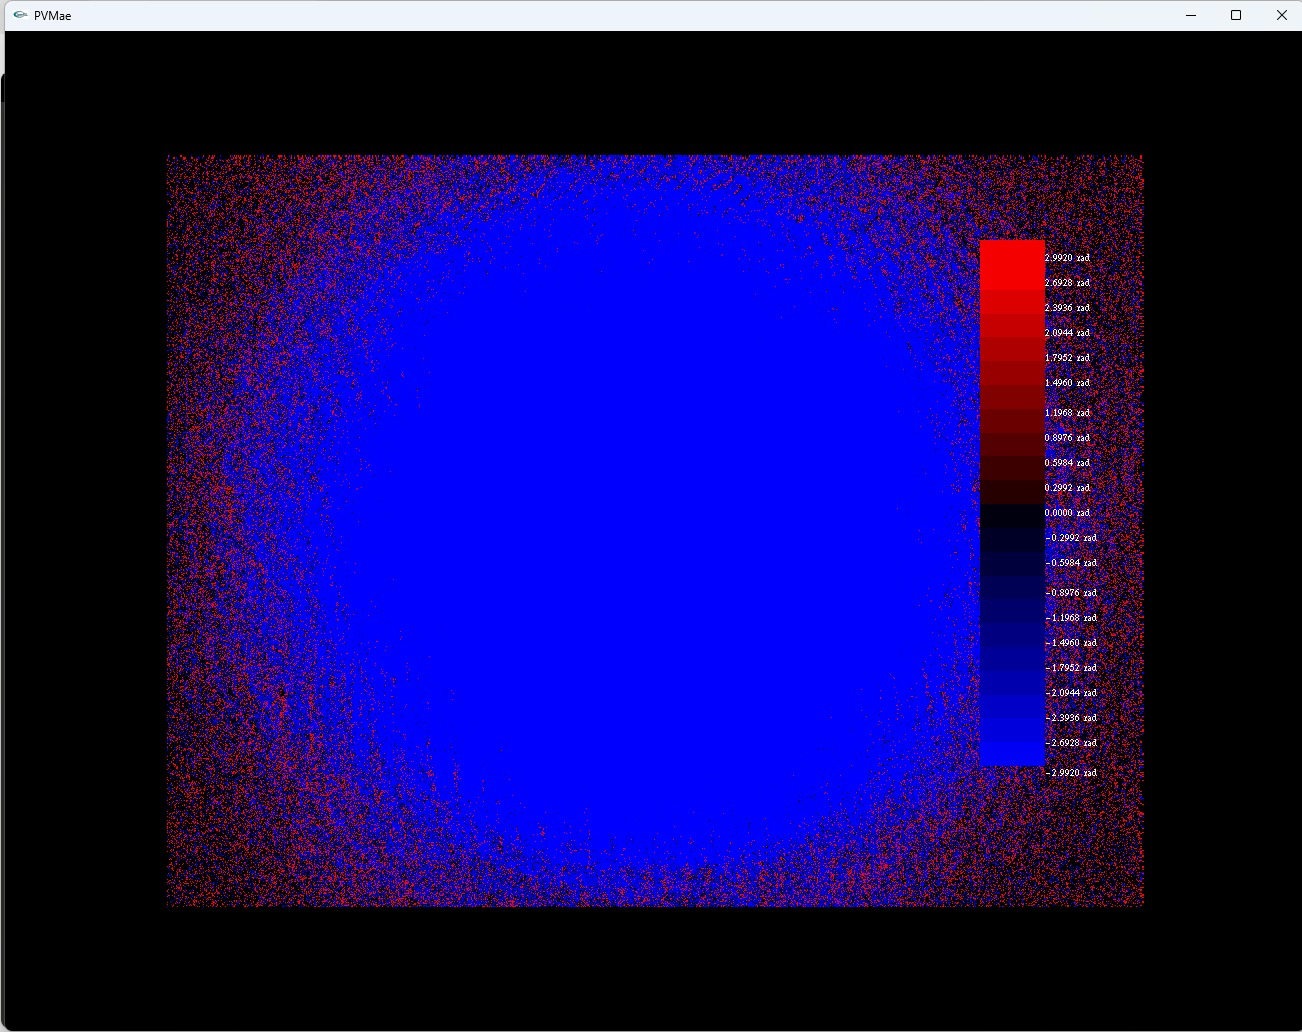 PVMae
2.9920 rad
2.6928 rad
2.3936 rad
2.0944 rad
1.7952 rad
1.4960 rad
1.1968 rad
0.8976 rad
0.5984 rad
0.2992 rad
0.0000 rad
-0.2992 rad
-0.5984 rad
-0.8976 rad
-1.1968 rad
-1.4960 rad
-1.7952 rad
-2.0944 rad
-2.3936 rad
-2.6928 rad
-2.9920 rad